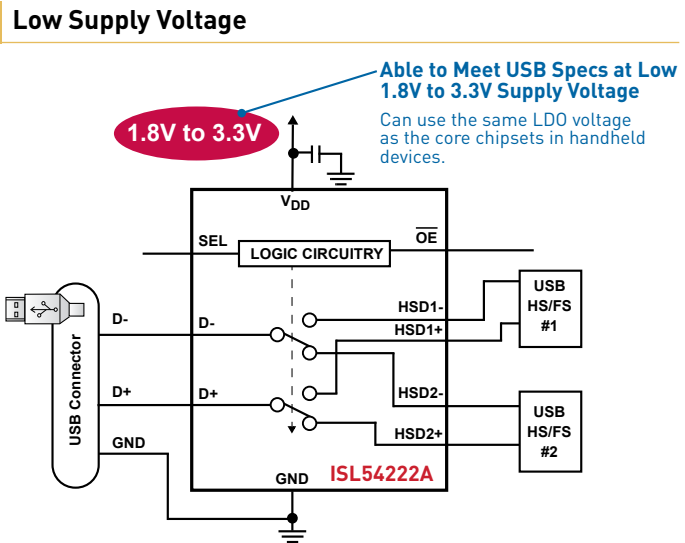 Low Supply Voltage
Able to Meet USB Specs at Low
1.8V to 3.3V Supply Voltage
Can use the same LDO voltage
as the core chipsets in handheld
devices.
1.8V to 3.3V
VDD
SEL
LOGIC CIRCUITRY
OE
USB Connector
D-
D-
D+
D+
GND
HSD1-
HSD1+
HSD2-
HSD2+
USB
HS/FS
#1
USB
HS/FS
#2
GND
ISL54222A